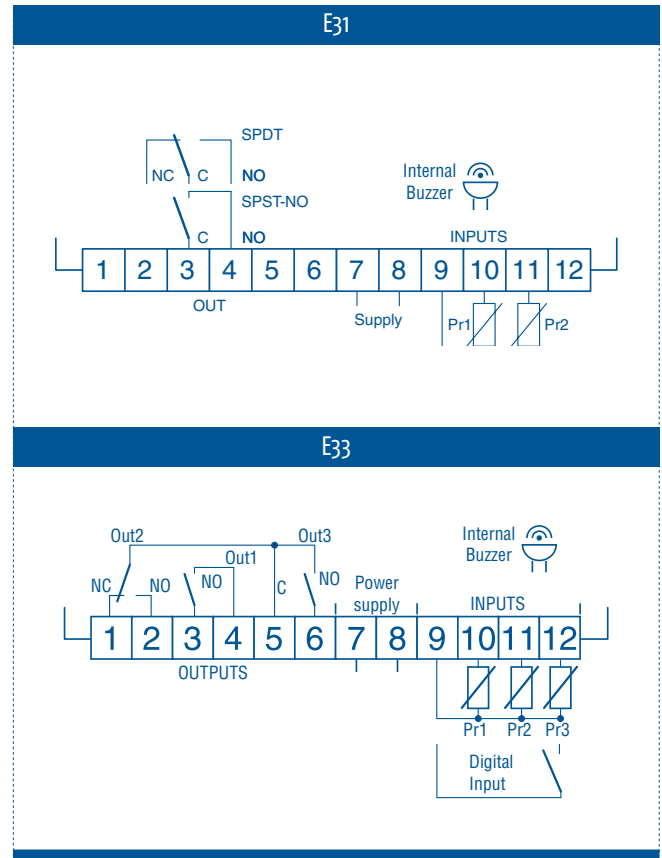 E31
SPDT
NC C NO
SPST-NO
C NO
Internal
Buzzer
INPUTS
1 2 3 4 5 6 7 8 9 10 11 12
OUT
Supply
Pr1
Pr2
E33
Out2
Out3
Out1
Internal
Buzzer
NC NO
NO
C
NO
Power
supply
INPUTS
1 2 3 4 5 6 7 8 9 10 11 12
OUTPUTS
Pr1 Pr2 Pr3
Digital
Input